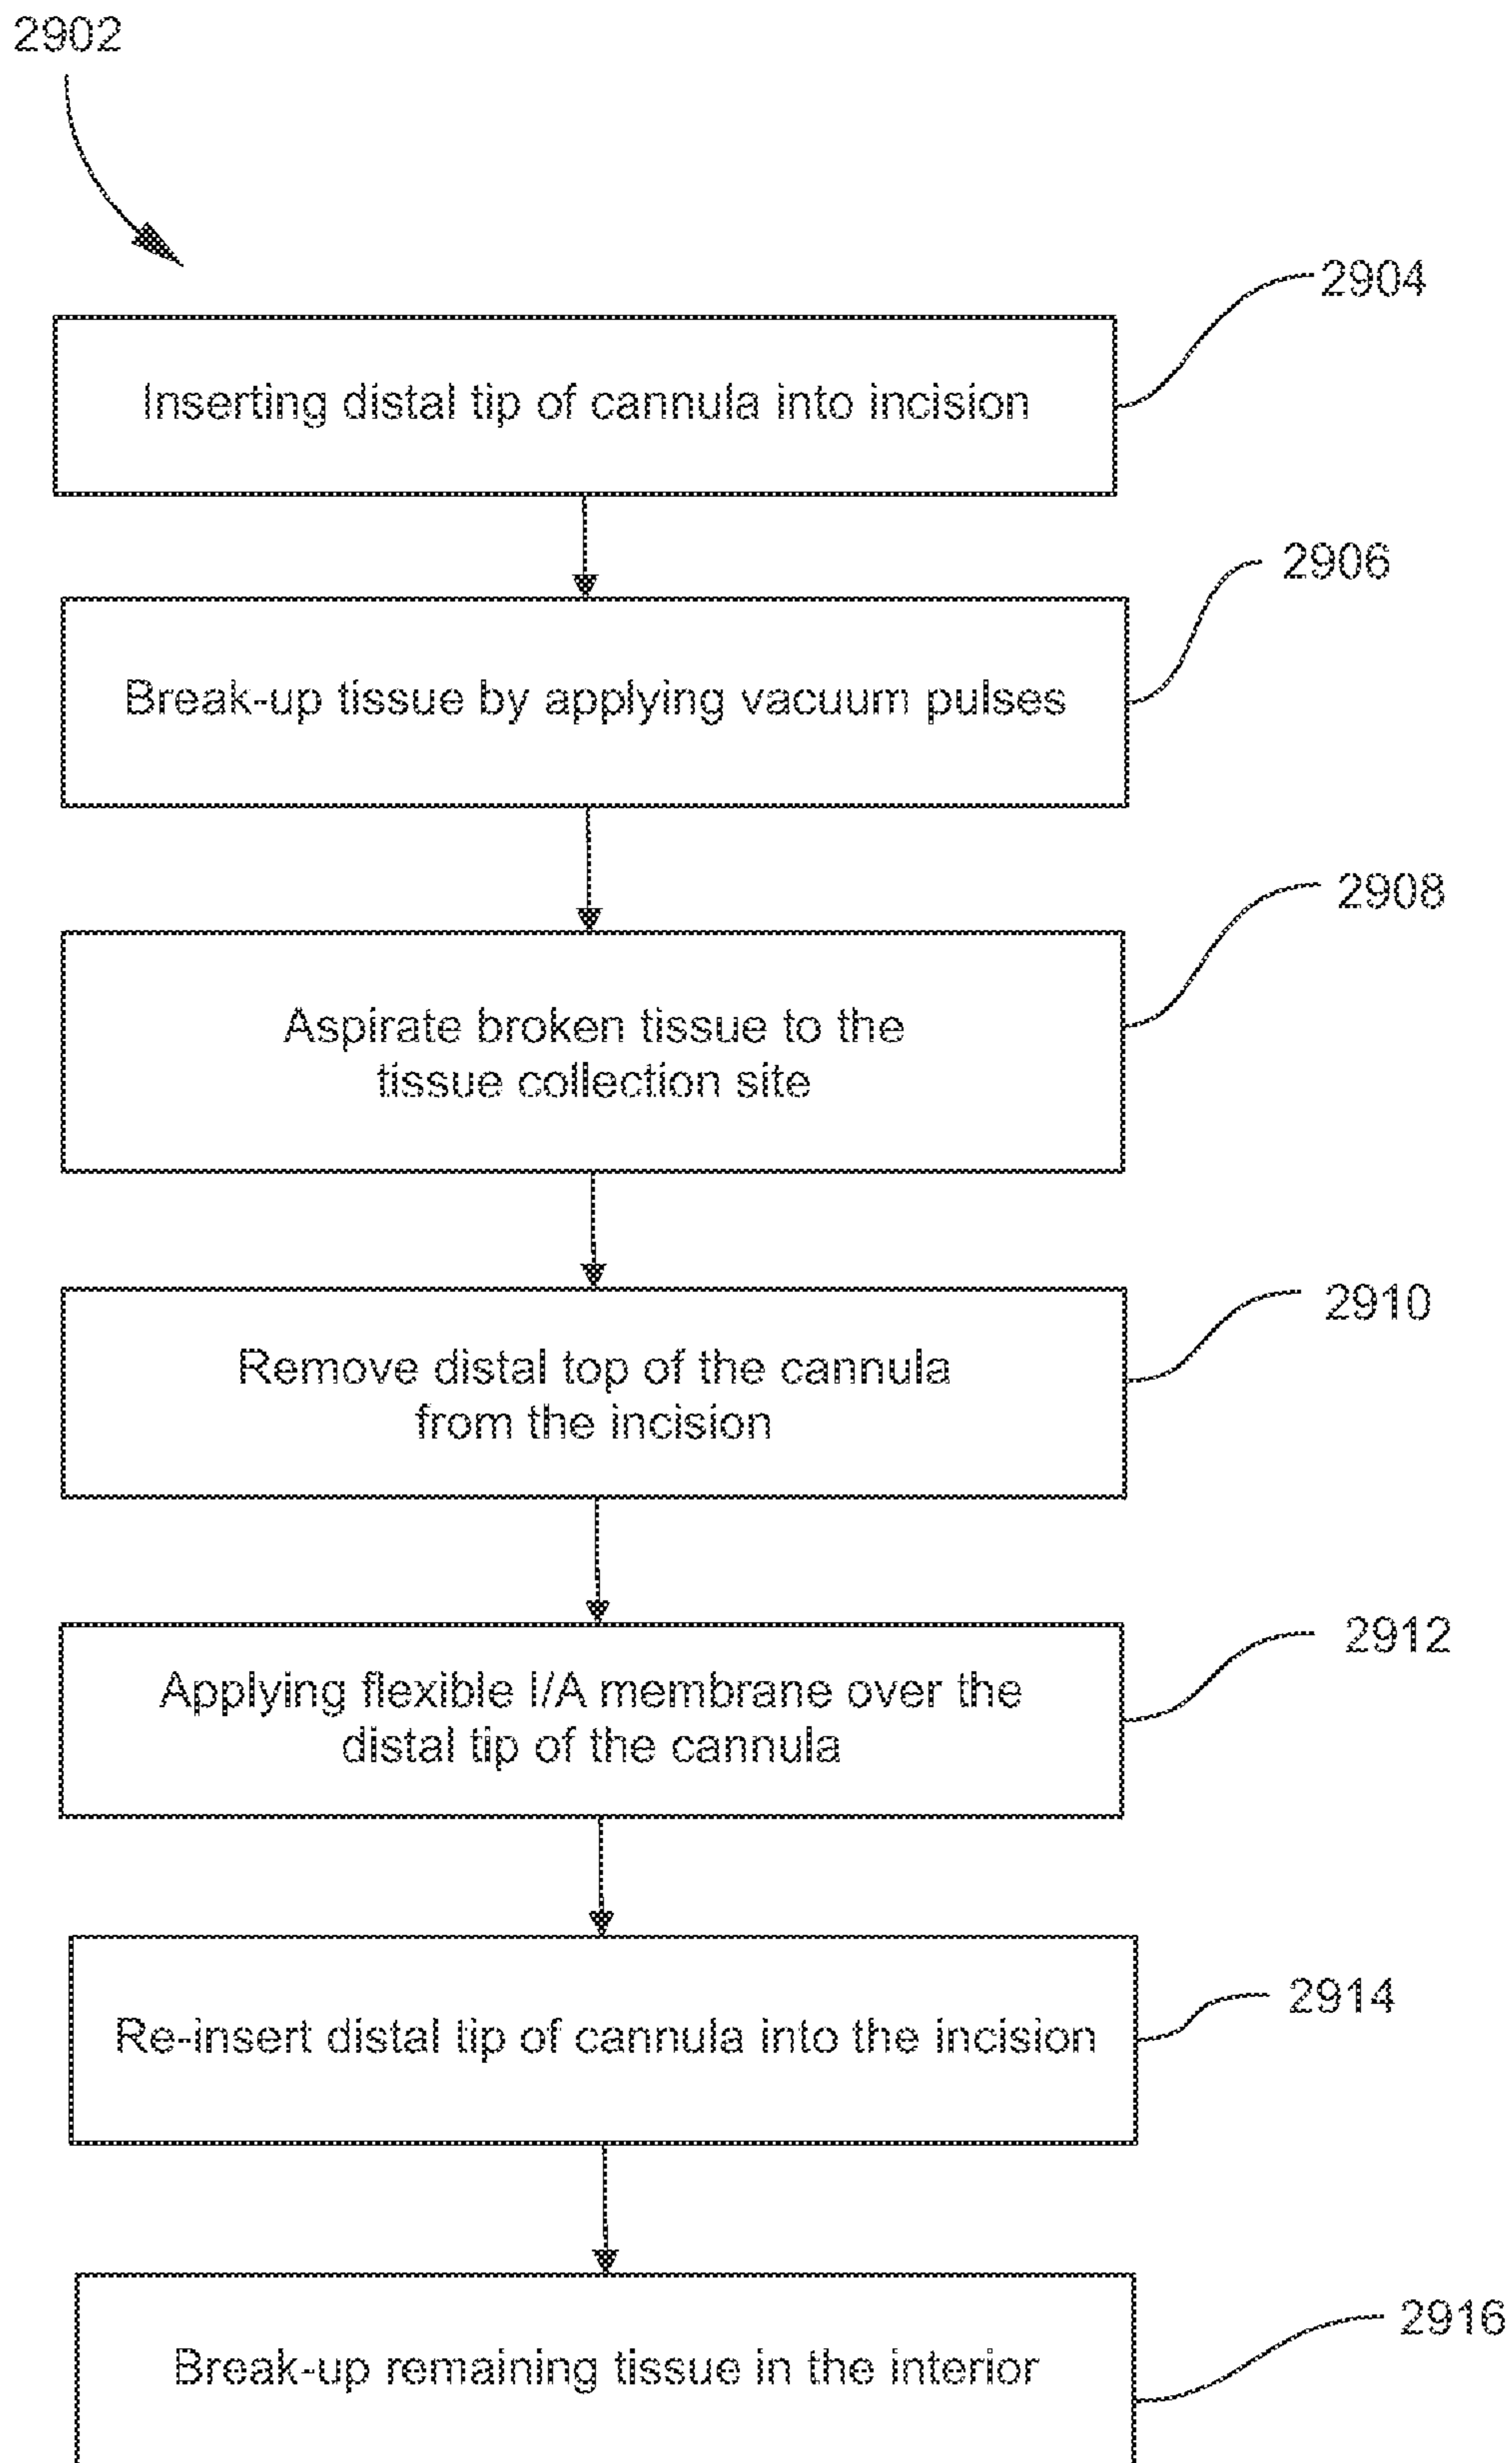 2902
2904
Inserting distal tip of cannula into incision
2906
Break-up tissue by applying vacuum pulses
2908
Aspirate broken tissue to the
tissue collection site
2910
Remove distal top of the cannula
from the incision
2912
Applying flexible I/A membrane over the
distal tip of the cannula
2914
Re-insert distal tip of cannula into the incision
2916
Break-up remaining tissue in the interior